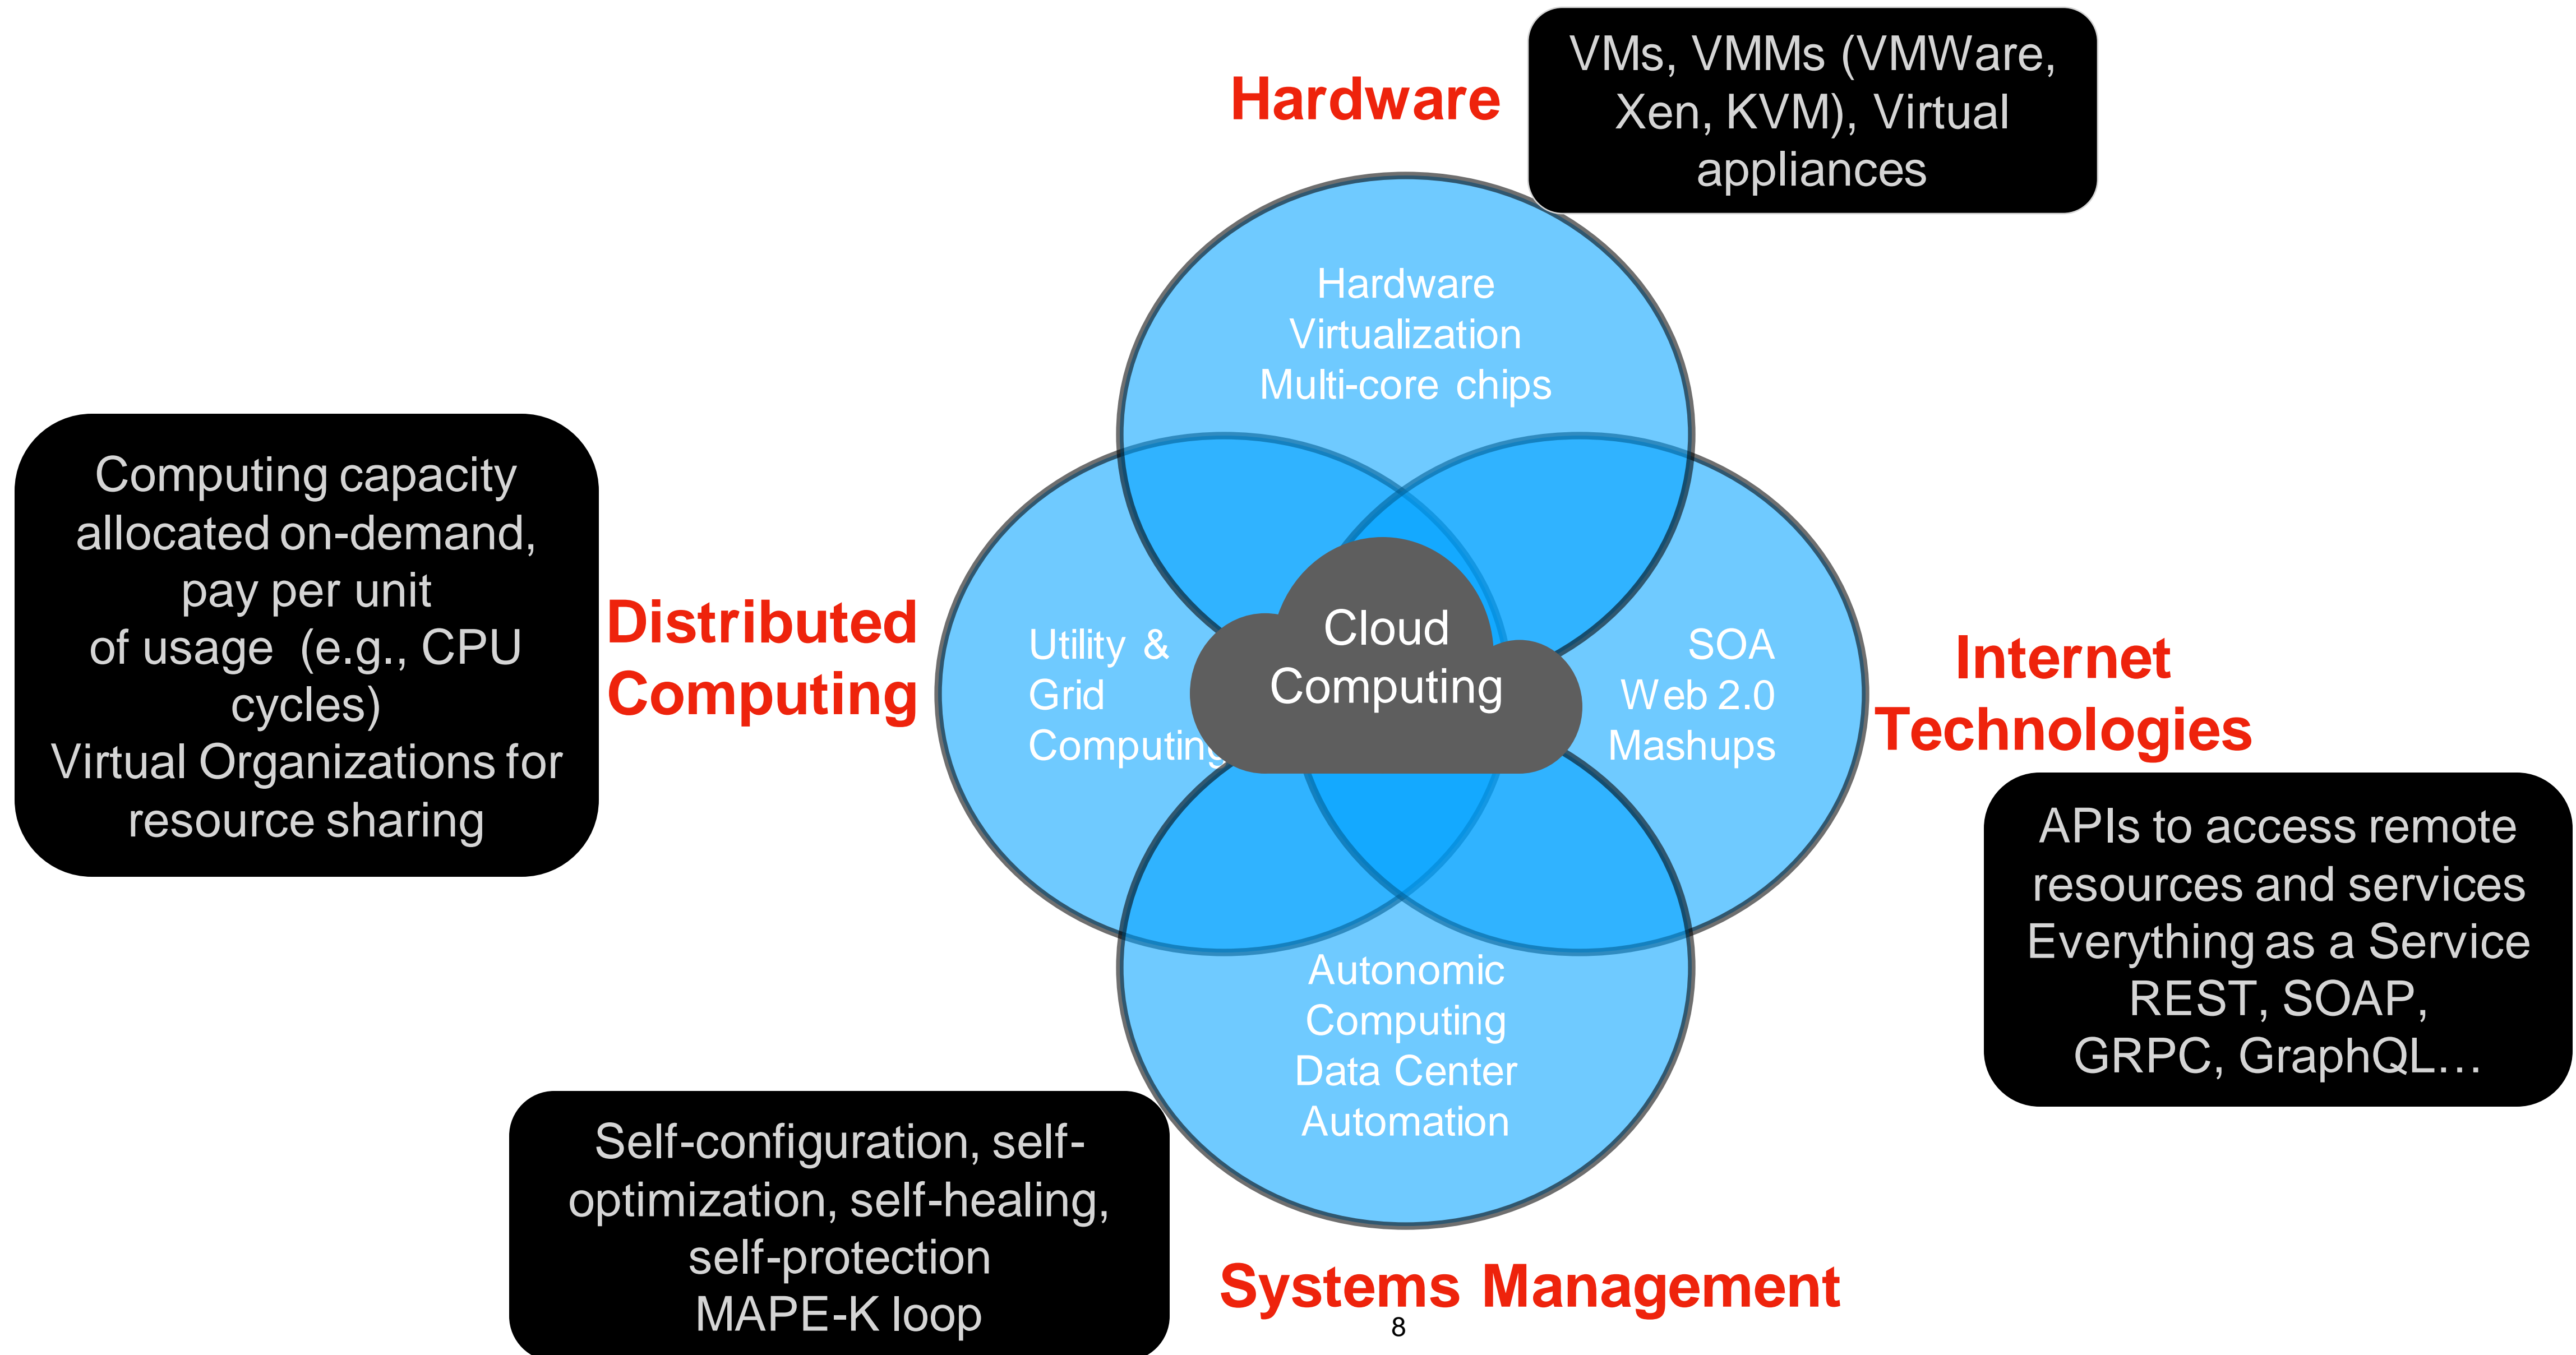 Hardware
VMs, VMMs (VMWare,
Xen, KVM), Virtual
appliances
Hardware
Virtualization
Multi-core chips
Computing capacity
allocated on-demand,
pay per unit
of usage (e.g., CPU
cycles)
Virtual Organizations for
resource sharing
Distributed
Computing
Utility &
Grid
Computing
Cloud
Computing
SOA
Web 2.0
Mashups
Internet
Technologies
APIs to access remote
resources and services
Everything as a Service
REST, SOAP,
GRPC, GraphQL…
Autonomic
Computing
Data Center
Automation
Self-configuration, self-
optimization, self-healing,
self-protection
MAPE-K loop
Systems Management
8